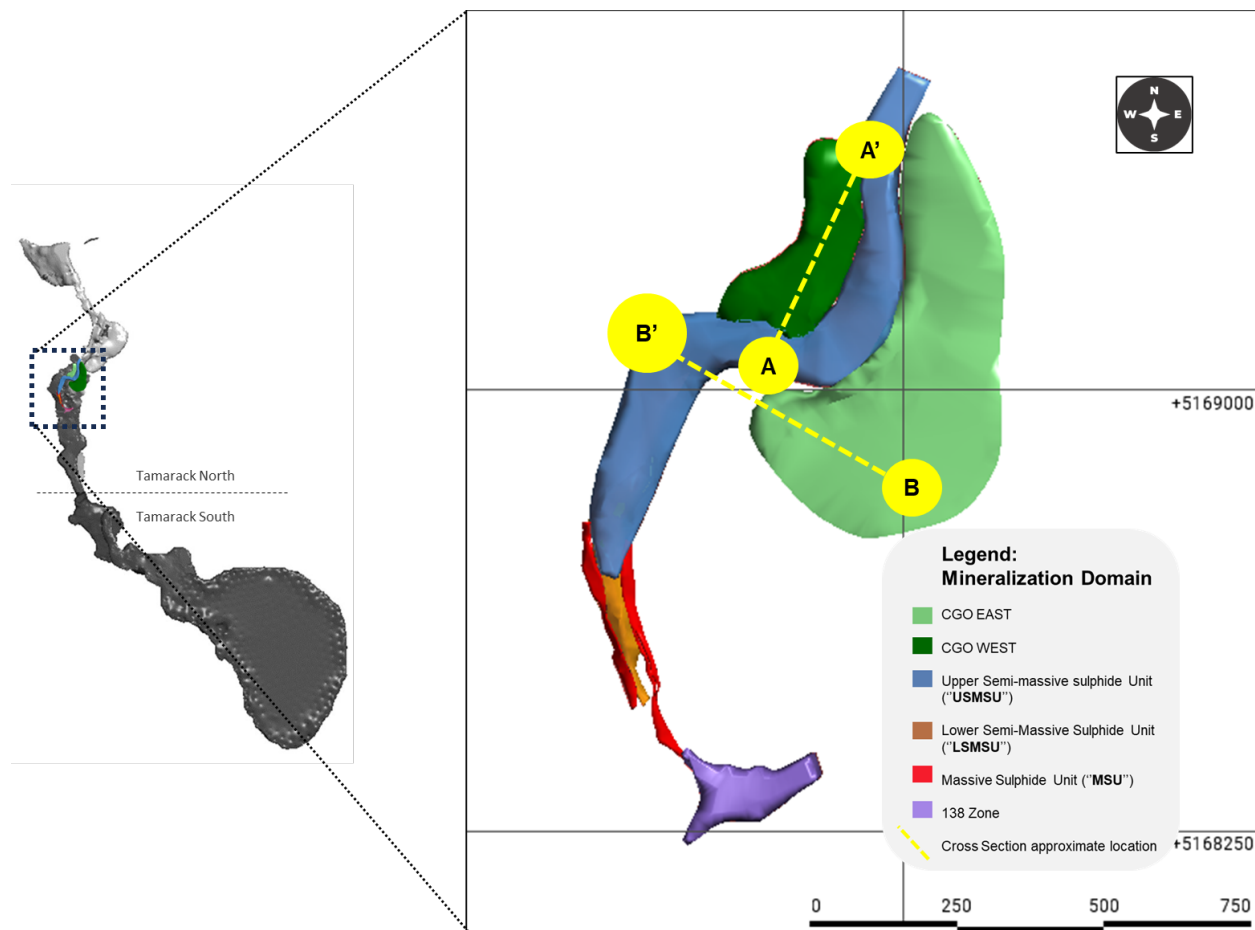 Tamarack North
Tamarack South
N
W E
S
A'
B'
A
B
+5169000
Legend:
Mineralization Domain
CGO EAST
CGO WEST
Upper Semi-massive sulphide Unit
(“USMSU”)
Lower Semi-Massive Sulphide Unit
(“LSMSU”)
Massive Sulphide Unit (“MSU”)
138 Zone
Cross Section approximate location
+5168250
0 250 500 750